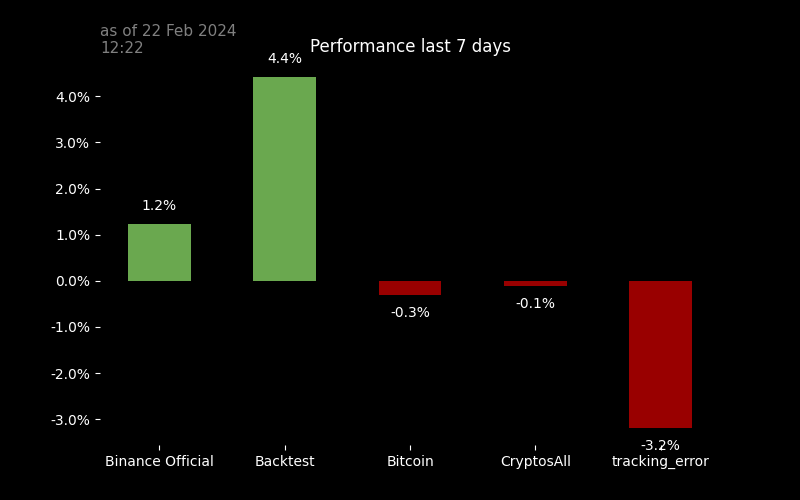 as of 22 Feb 2024
12:22
Performance last 7 days
4.4%
4.0%
3.0%
2.0%
1.2%
1.0%
0.0%
-0.3%
-0.1%
-1.0%
-2.0%
-3.0%
-3.2%
Binance Official
Backtest
Bitcoin
CryptosAll
tracking_error